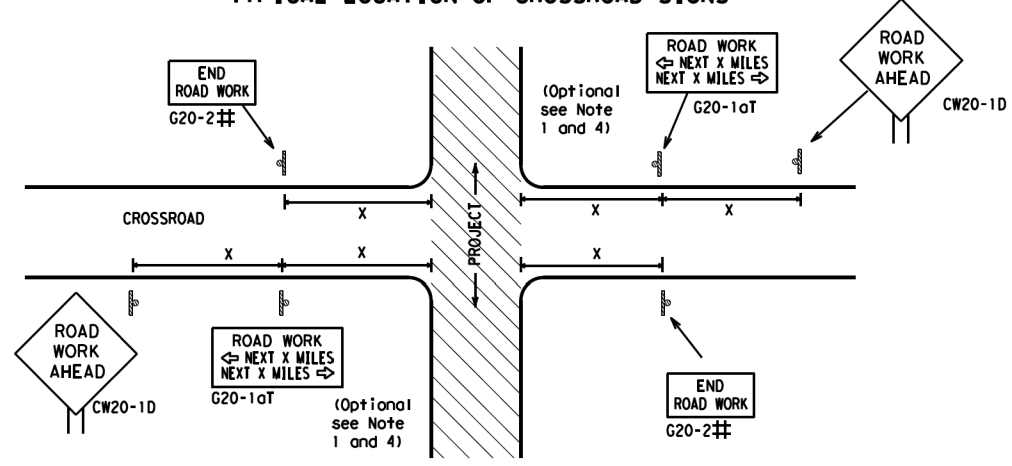 TYPICAL LOCATION OF CROSSROAD SIGNS
END
ROAD WORK
G20-2#
(Optional
see Note
1 and 4)
ROAD WORK
⇦ NEXT X MILES
NEXT X MILES ⇨
G20-1aT
ROAD
WORK
AHEAD
CW20-1D
X
X
X
CROSSROAD
PROJECT
X
X
X
ROAD
WORK
AHEAD
CW20-1D
ROAD WORK
⇦ NEXT X MILES
NEXT X MILES ⇨
G20-1aT
(Optional
see Note
1 and 4)
END
ROAD WORK
G20-2#